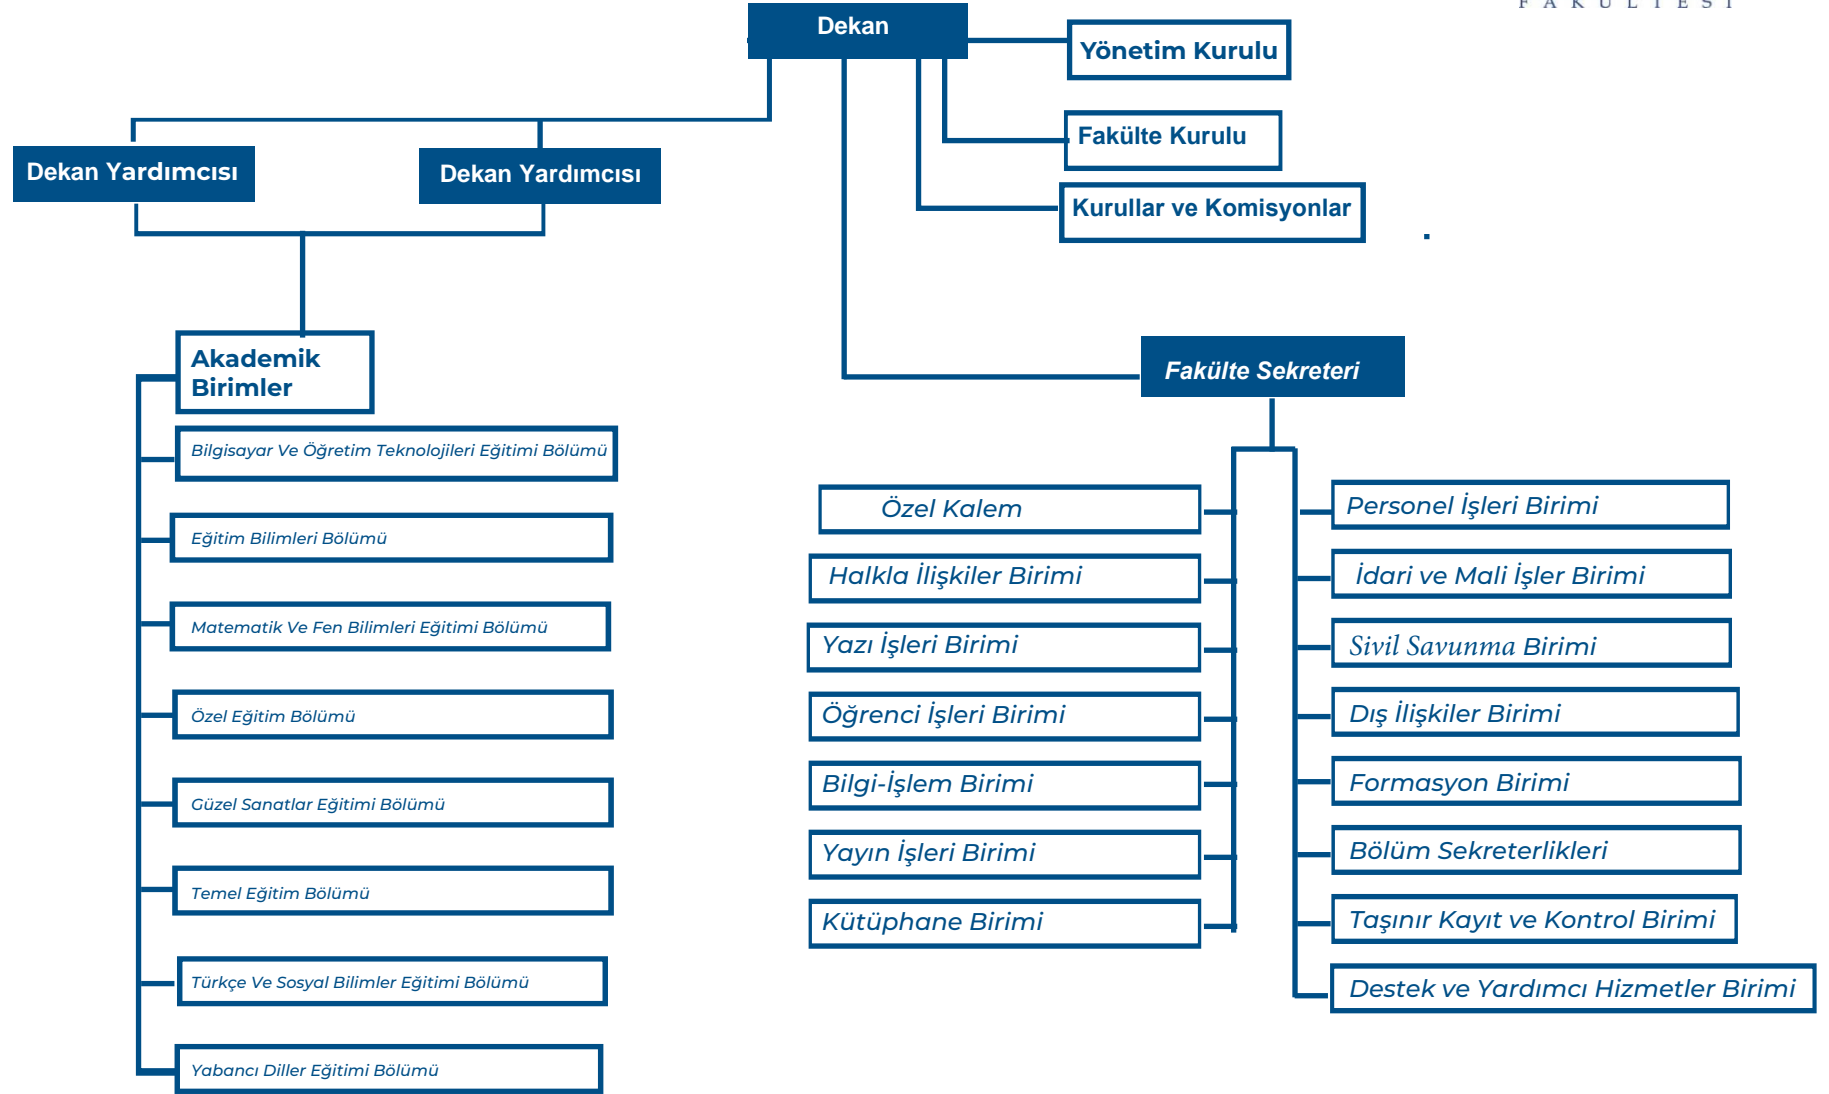 FAKÜLTESİ
Dekan
Yönetim Kurulu
Fakülte Kurulu
Kurullar ve Komisyonlar
.
Dekan Yardımcısı
Dekan Yardımcısı
Akademik
Birimler
Bilgisayar Ve Öğretim Teknolojileri Eğitimi Bölümü
Eğitim Bilimleri Bölümü
Matematik Ve Fen Bilimleri Eğitimi Bölümü
Özel Eğitim Bölümü
Güzel Sanatlar Eğitimi Bölümü
Temel Eğitim Bölümü
Türkçe Ve Sosyal Bilimler Eğitimi Bölümü
Yabancı Diller Eğitimi Bölümü
Fakülte Sekreteri
Özel Kalem
Halkla İlişkiler Birimi
Yazı İşleri Birimi
Öğrenci İşleri Birimi
Bilgi-İşlem Birimi
Yayın İşleri Birimi
Kütüphane Birimi
Personel İşleri Birimi
İdari ve Mali İşler Birimi
Sivil Savunma Birimi
Dış İlişkiler Birimi
Formasyon Birimi
Bölüm Sekreterlikleri
Taşınır Kayıt ve Kontrol Birimi
Destek ve Yardımcı Hizmetler Birimi